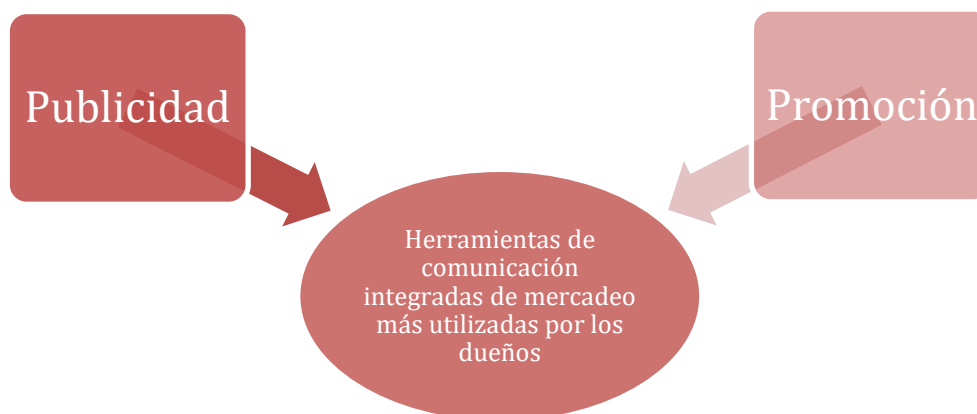 Publicidad
Promoción
Herramientas de
comunicación
integradas de mercadeo
más utilizadas por los
dueños